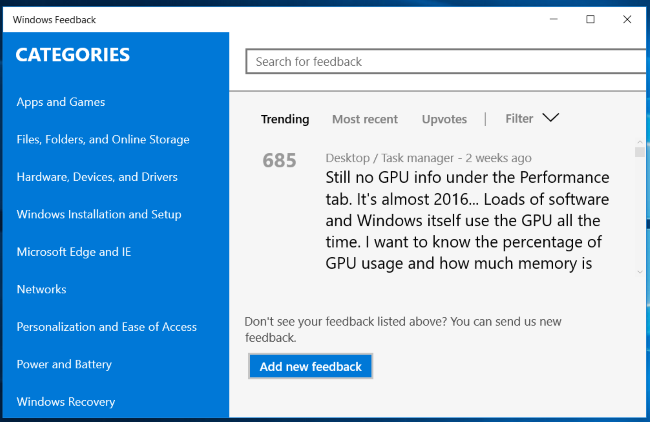 Windows Feedback
CATEGORIES
Apps and Games
Files, Folders, and Online Storage
Hardware, Devices, and Drivers
Windows Installation and Setup
Microsoft Edge and IE
Networks
Personalization and Ease of Access
Power and Battery
Windows Recovery
Search for feedback
Trending Most recent Upvotes | Filter
685
Desktop / Task manager - 2 weeks ago
Still no GPU info under the Performance
tab. It's almost 2016... Loads of software
and Windows itself use the GPU all the
time. I want to know the percentage of
GPU usage and how much memory is
Don't see your feedback listed above? You can send us new
feedback.
Add new feedback